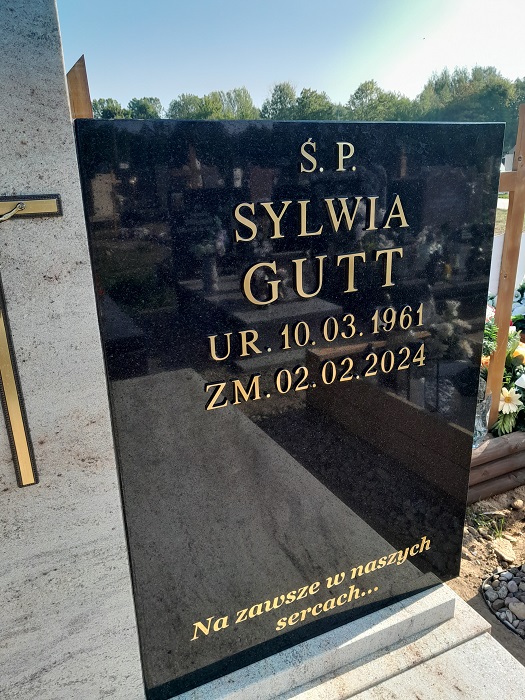 Ś. P.
SYLWIA
GUTT
UR. 10. 03. 1961
ZM. 02. 02. 2024
Na zawsze w naszych
sercach...